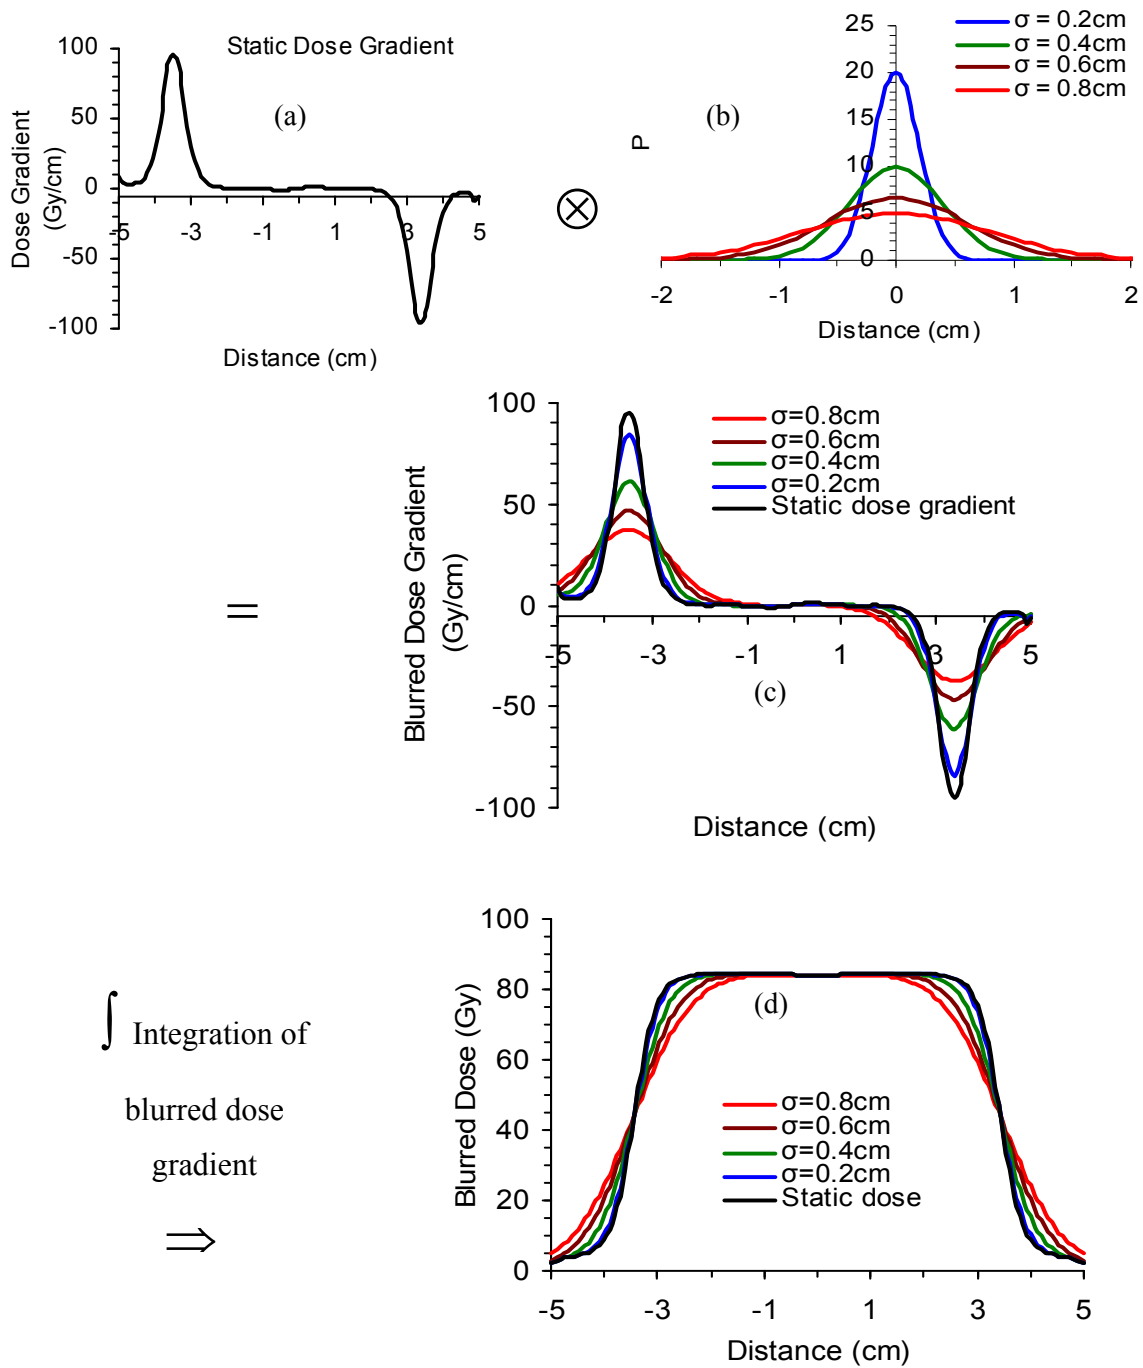 Static Dose Gradient
(a)
Dose Gradient
(Gy/cm)
100
50
0
-50
-100
-5 -3 -1 1 3 5
Distance (cm)
⊗
(b)
P
25
20
15
10
5
0
σ = 0.2cm
σ = 0.4cm
σ = 0.6cm
σ = 0.8cm
-2 -1 0 1 2
Distance (cm)
=
Blurred Dose Gradient
(Gy/cm)
100
50
0
-50
-100
σ=0.8cm
σ=0.6cm
σ=0.4cm
σ=0.2cm
Static dose gradient
-5 -3 -1 1 3 5
(c)
Distance (cm)
∫ Integration of
blurred dose
gradient
⇒
Blurred Dose (Gy)
100
80
60
40
20
0
(d)
σ=0.8cm
σ=0.6cm
σ=0.4cm
σ=0.2cm
Static dose
-5 -3 -1 1 3 5
Distance (cm)